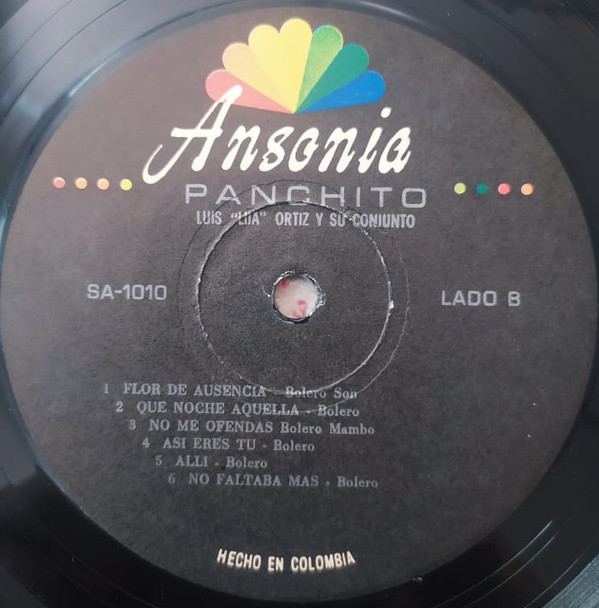 Ansonia
PANCHITO
LUIS "LIJA" ORTIZ Y SU CONJUNTO
SA-1010
LADO B
1 FLOR DE AUSENCIA - Bolero Son
2 QUE NOCHE AQUELLA - Bolero
3 NO ME OFENDAS Bolero Mambo
4 ASI ERES TU - Bolero
5 ALLI - Bolero
6 NO FALTABA MAS - Bolero
HECHO EN COLOMBIA